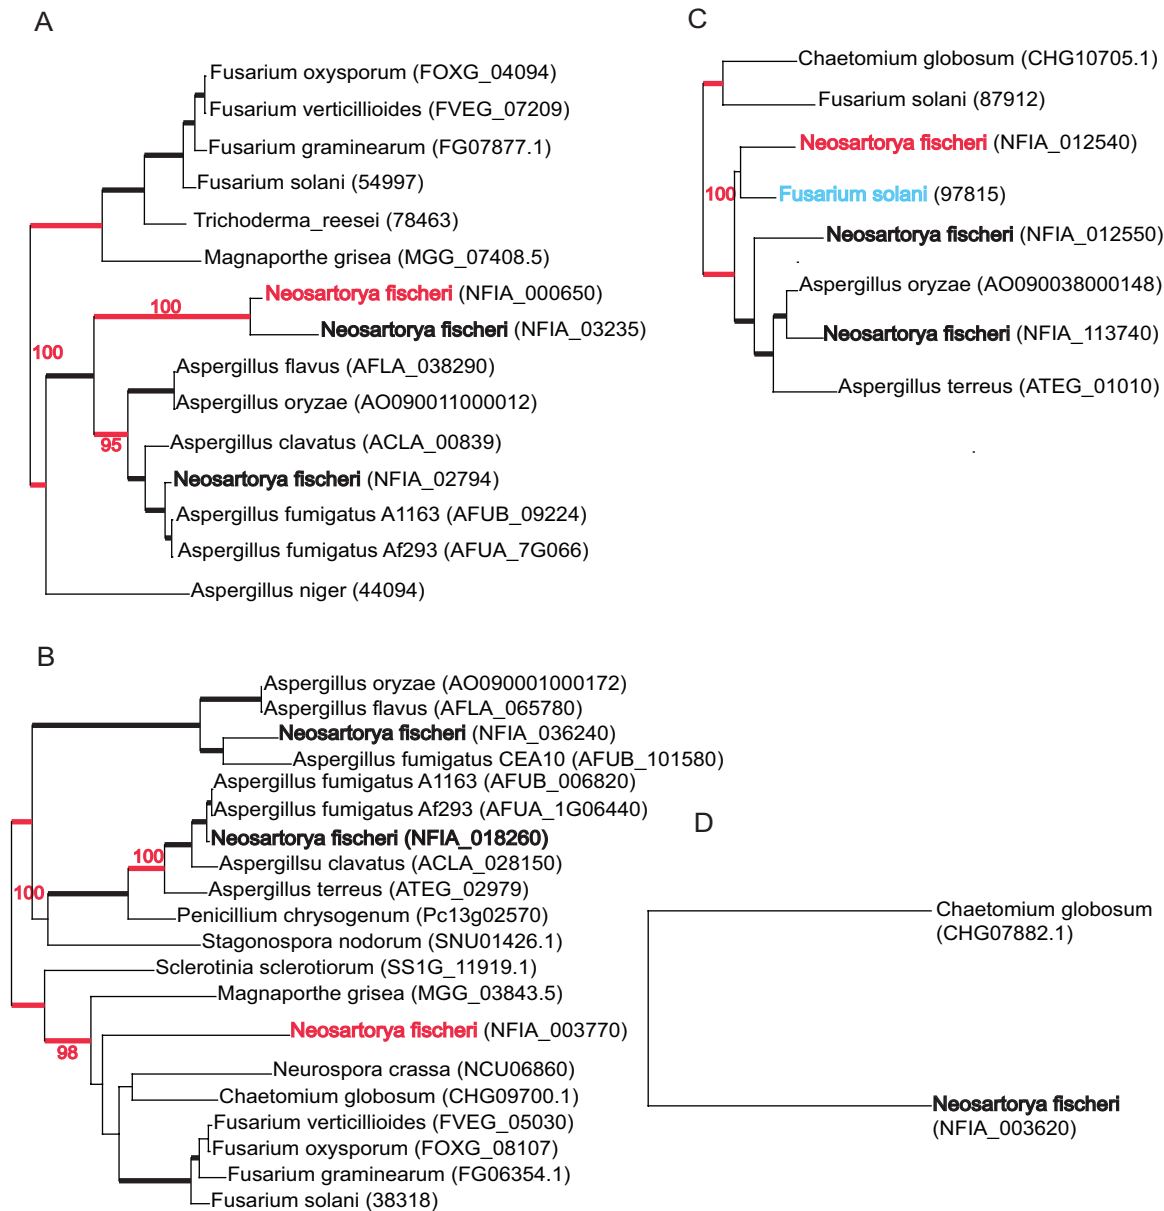 A
Fusarium oxysporum (FOXG_04094)
Fusarium verticillioides (FVEG_07209)
Fusarium graminearum (FG07877.1)
Fusarium solani (54997)
Trichoderma_reesei (78463)
Magnaporthe grisea (MGG_07408.5)
Neosartorya fischeri (NFIA_000650)
100
Neosartorya fischeri (NFIA_03235)
100
Aspergillus flavus (AFLA_038290)
Aspergillus oryzae (AO090011000012)
95
Aspergillus clavatus (ACLA_00839)
Neosartorya fischeri (NFIA_02794)
Aspergillus fumigatus A1163 (AFUB_09224)
Aspergillus fumigatus Af293 (AFUA_7G066)
Aspergillus niger (44094)
B
Aspergillus oryzae (AO090001000172)
Aspergillus flavus (AFLA_065780)
Neosartorya fischeri (NFIA_036240)
Aspergillus fumigatus CEA10 (AFUB_101580)
Aspergillus fumigatus A1163 (AFUB_006820)
Aspergillus fumigatus Af293 (AFUA_1G06440)
Neosartorya fischeri (NFIA_018260)
100
Aspergillsu clavatus (ACLA_028150)
100
Aspergillus terreus (ATEG_02979)
Penicillium chrysogenum (Pc13g02570)
Stagonospora nodorum (SNU01426.1)
Sclerotinia sclerotiorum (SS1G_11919.1)
Magnaporthe grisea (MGG_03843.5)
Neosartorya fischeri (NFIA_003770)
98
Neurospora crassa (NCU06860)
Chaetomium globosum (CHG09700.1)
Fusarium verticillioides (FVEG_05030)
Fusarium oxysporum (FOXG_08107)
Fusarium graminearum (FG06354.1)
Fusarium solani (38318)
C
Chaetomium globosum (CHG10705.1)
Fusarium solani (87912)
Neosartorya fischeri (NFIA_012540)
100
Fusarium solani (97815)
Neosartorya fischeri (NFIA_012550)
Aspergillus oryzae (AO090038000148)
Neosartorya fischeri (NFIA_113740)
Aspergillus terreus (ATEG_01010)
D
Chaetomium globosum
(CHG07882.1)
Neosartorya fischeri
(NFIA_003620)